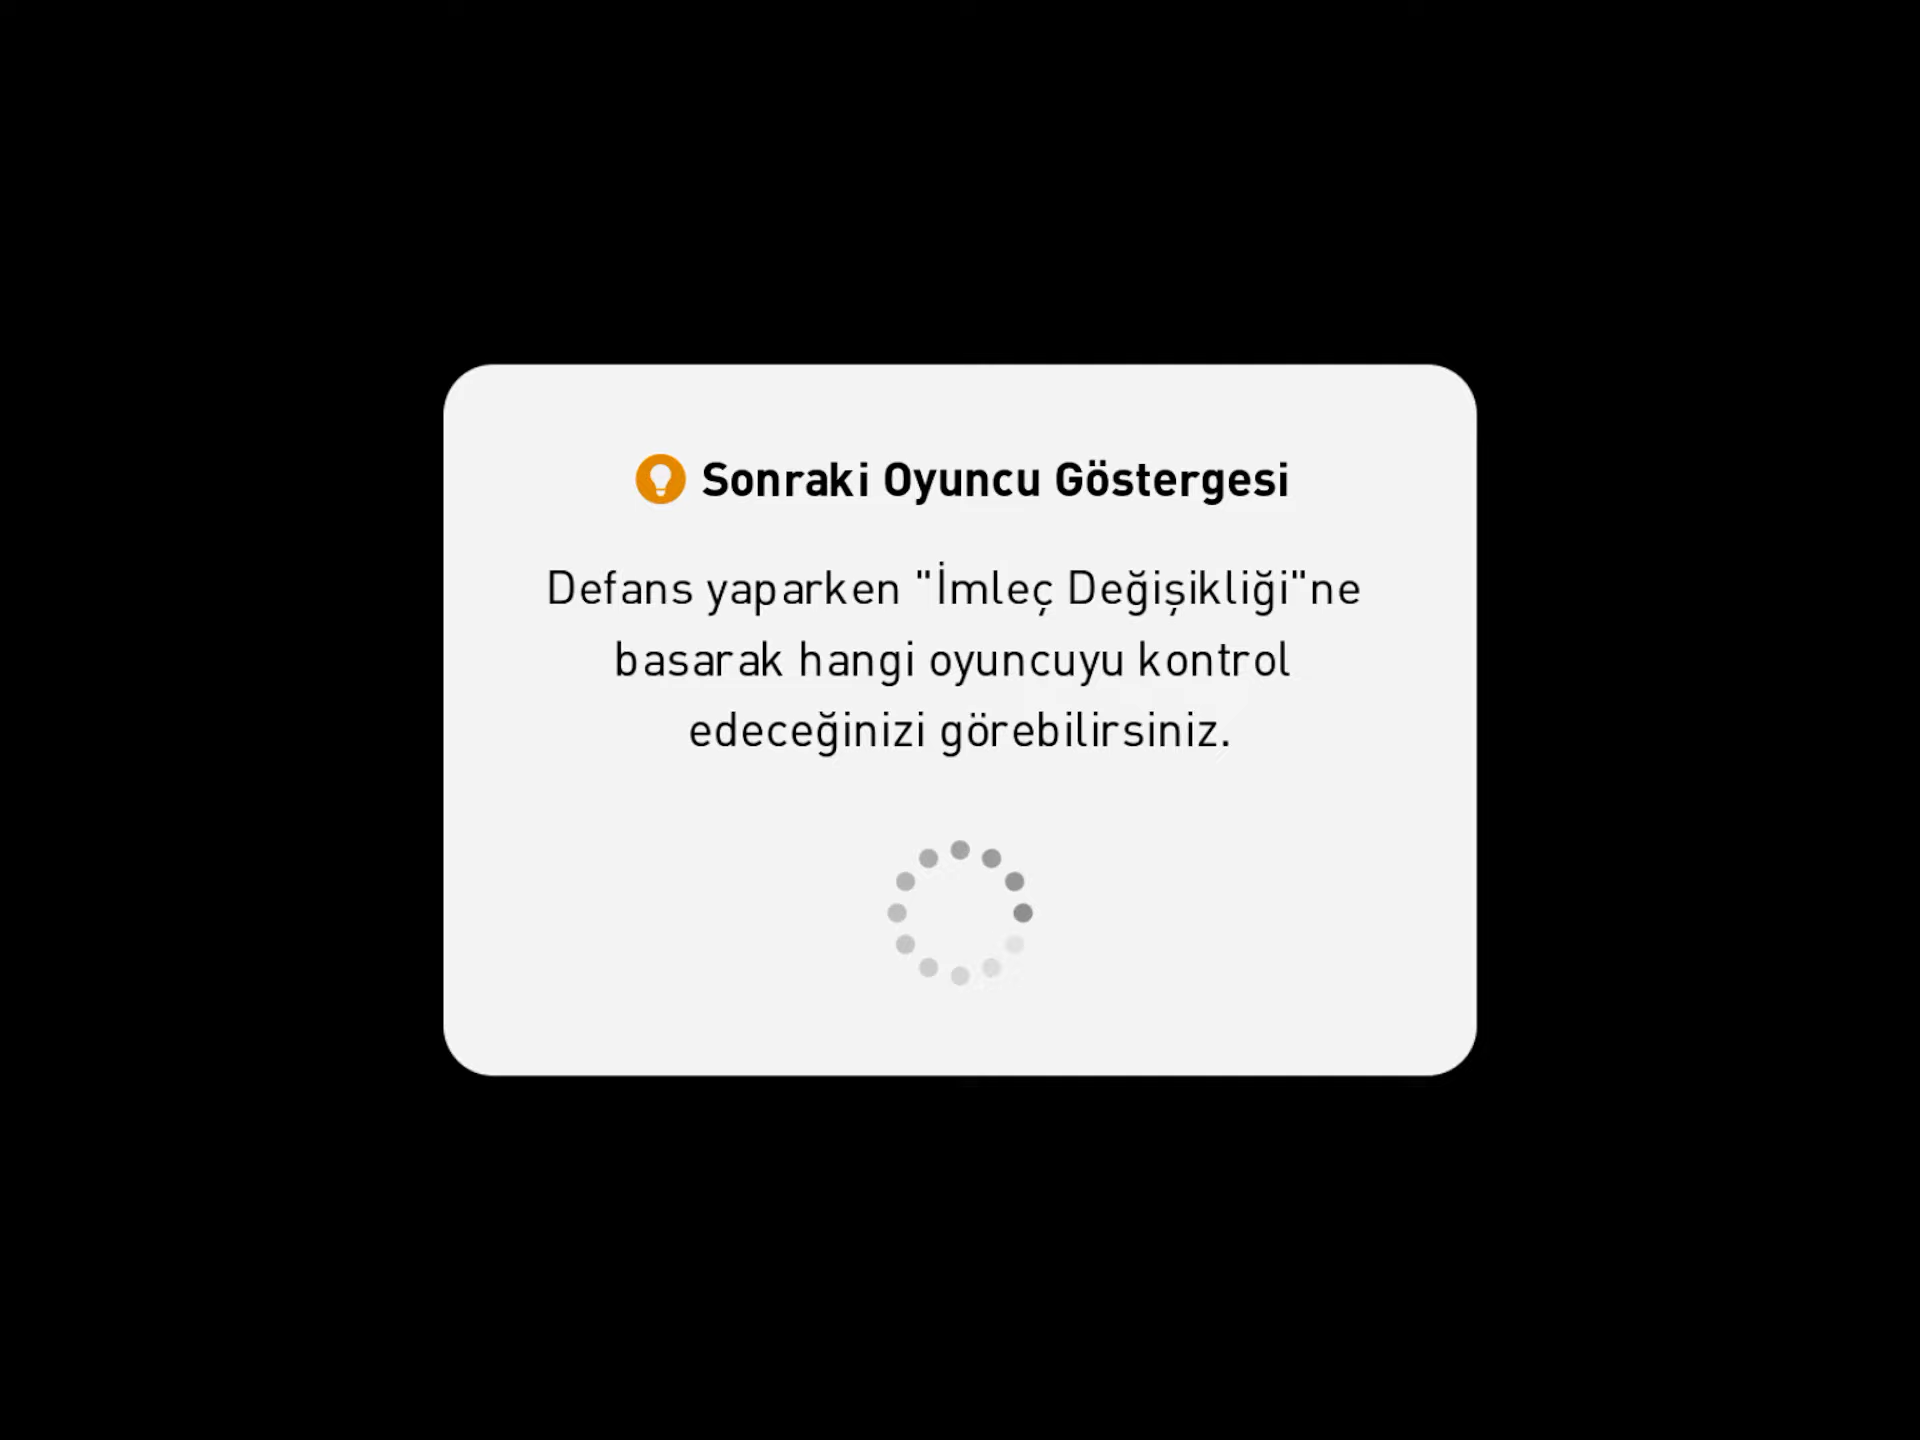 Sonraki Oyuncu Göstergesi
Defans yaparken "İmleç Değişikliği"ne
basarak hangi oyuncuyu kontrol
edeceğinizi görebilirsiniz.